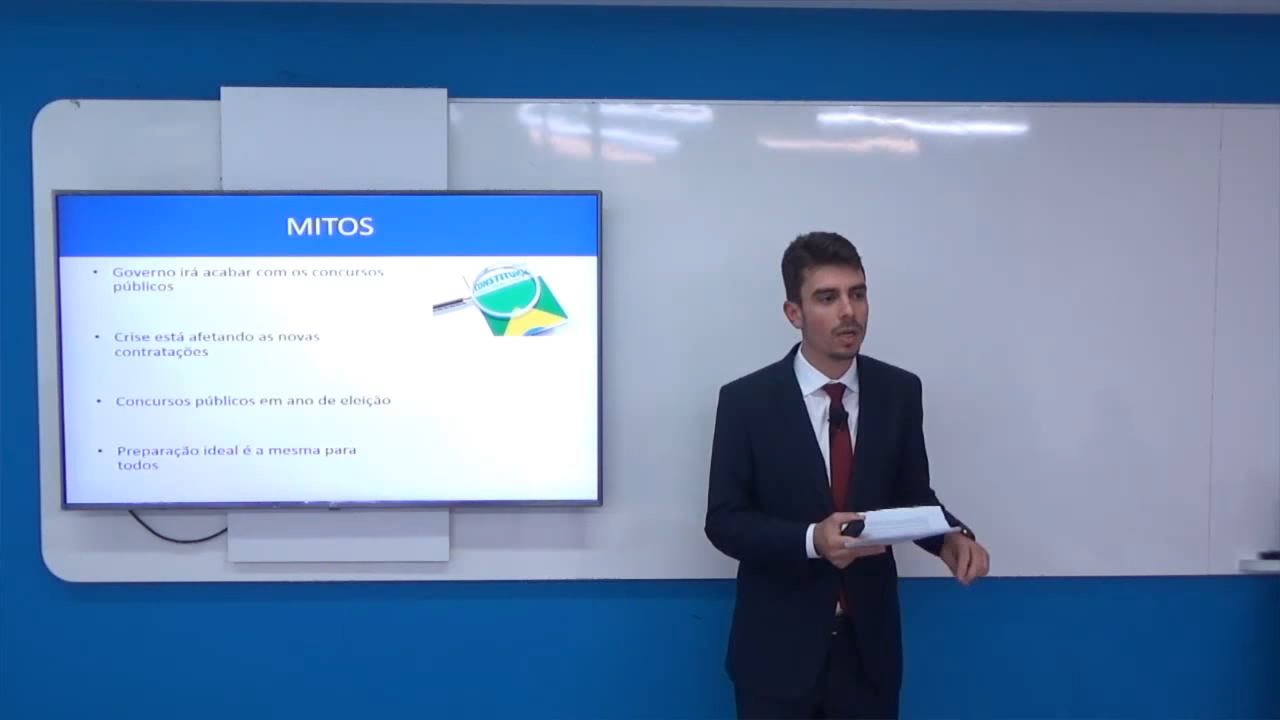 MITOS
• Governo irá acabar com os concursos
públicos
CONSTITUIÇÃO
• Crise está afetando as novas
contratações
• Concursos públicos em ano de eleição
• Preparação ideal é a mesma para
todos